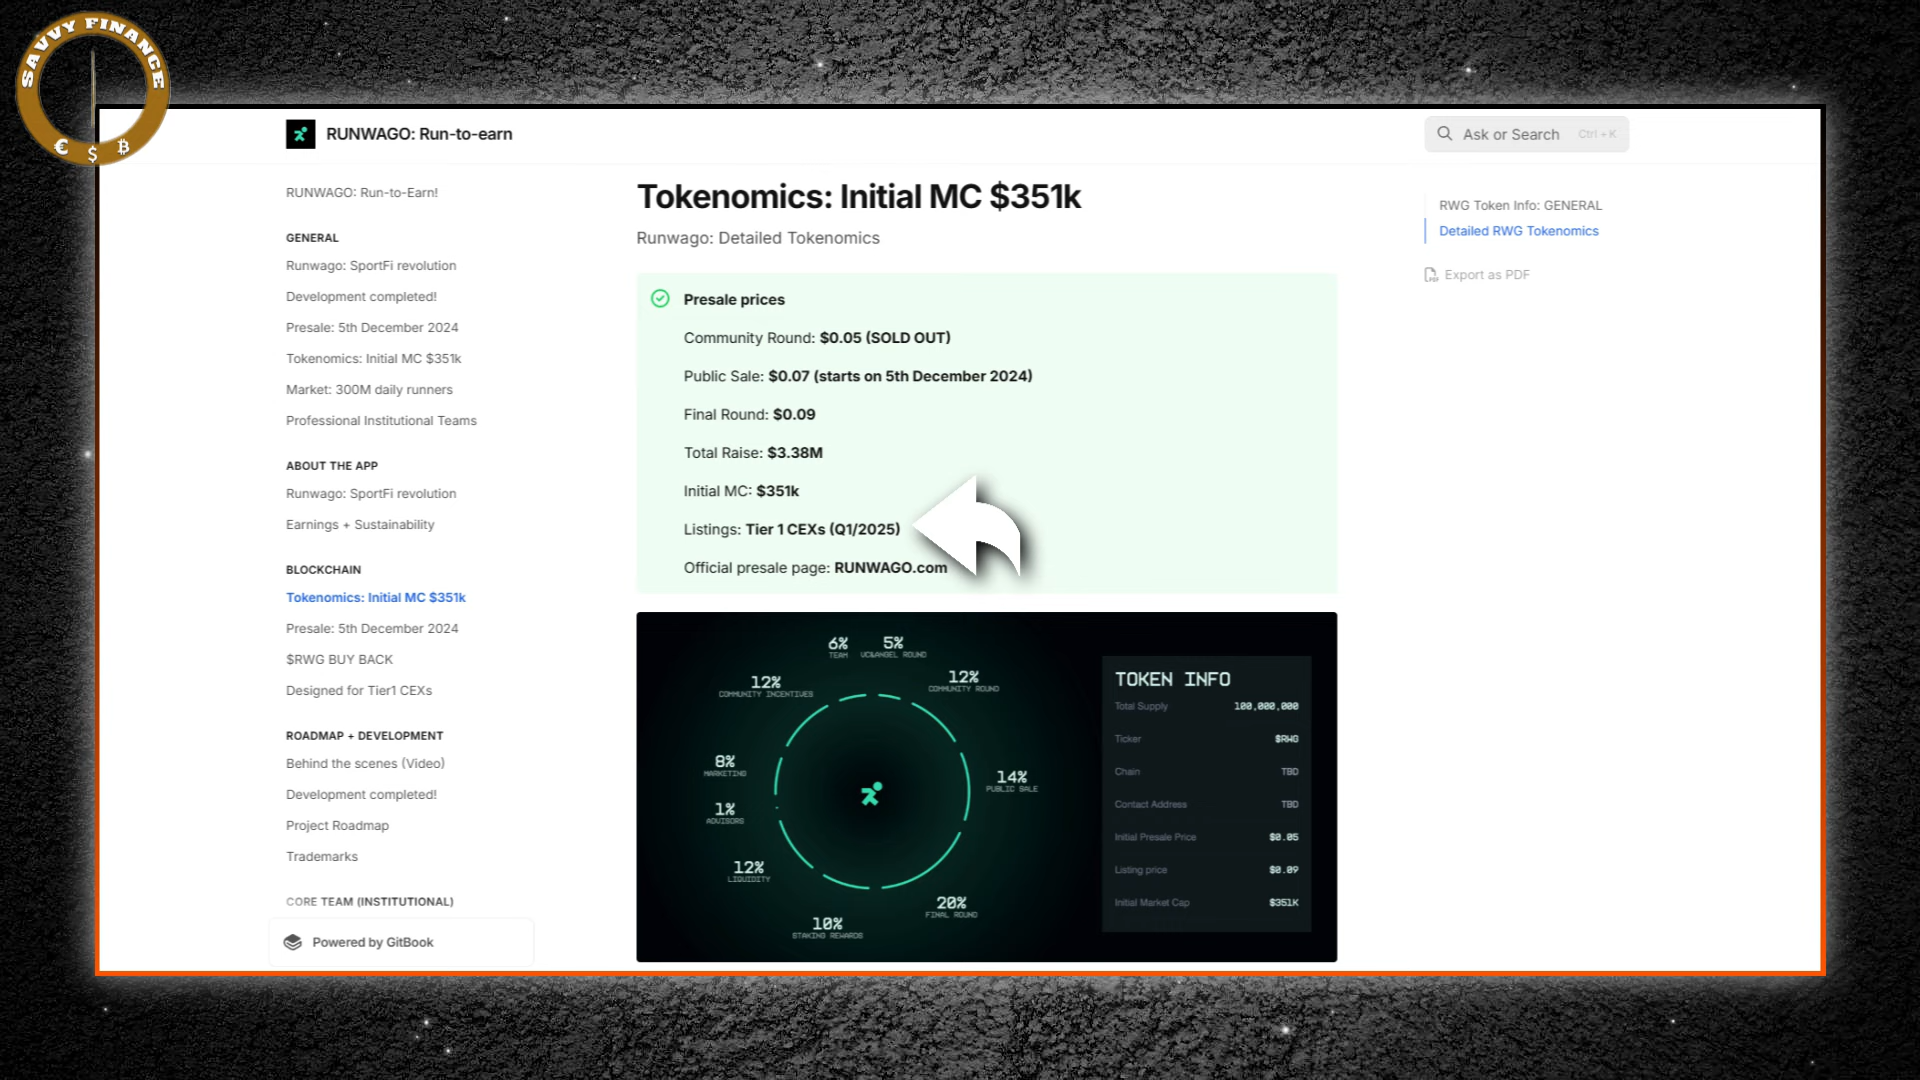 SAVVY FINANCE
€ $ ₿
RUNWAGO: Run-to-earn
Ask or Search Ctrl + K
RUNWAGO: Run-to-Earn!
GENERAL
Runwago: SportFi revolution
Development completed!
Presale: 5th December 2024
Tokenomics: Initial MC $351k
Market: 300M daily runners
Professional Institutional Teams
ABOUT THE APP
Runwago: SportFi revolution
Earnings + Sustainability
BLOCKCHAIN
Tokenomics: Initial MC $351k
Presale: 5th December 2024
$RWG BUY BACK
Designed for Tier1 CEXs
ROADMAP + DEVELOPMENT
Behind the scenes (Video)
Development completed!
Project Roadmap
Trademarks
CORE TEAM (INSTITUTIONAL)
Powered by GitBook
Tokenomics: Initial MC $351k
Runwago: Detailed Tokenomics
Presale prices
Community Round: $0.05 (SOLD OUT)
Public Sale: $0.07 (starts on 5th December 2024)
Final Round: $0.09
Total Raise: $3.38M
Initial MC: $351k
Listings: Tier 1 CEXs (Q1/2025)
Official presale page: RUNWAGO.com
6%
TEAM
5%
VC&ANGEL ROUND
12%
COMMUNITY INCENTIVES
12%
COMMUNITY ROUND
8%
MARKETING
14%
PUBLIC SALE
1%
ADVISORS
12%
LIQUIDITY
20%
FINAL ROUND
10%
STAKING REWARDS
TOKEN INFO
Total Supply 100,000,000
Ticker $RWG
Chain TBD
Contact Address TBD
Initial Presale Price $0.05
Listing price $0.09
Initial Market Cap $351K
RWG Token Info: GENERAL
Detailed RWG Tokenomics
Export as PDF